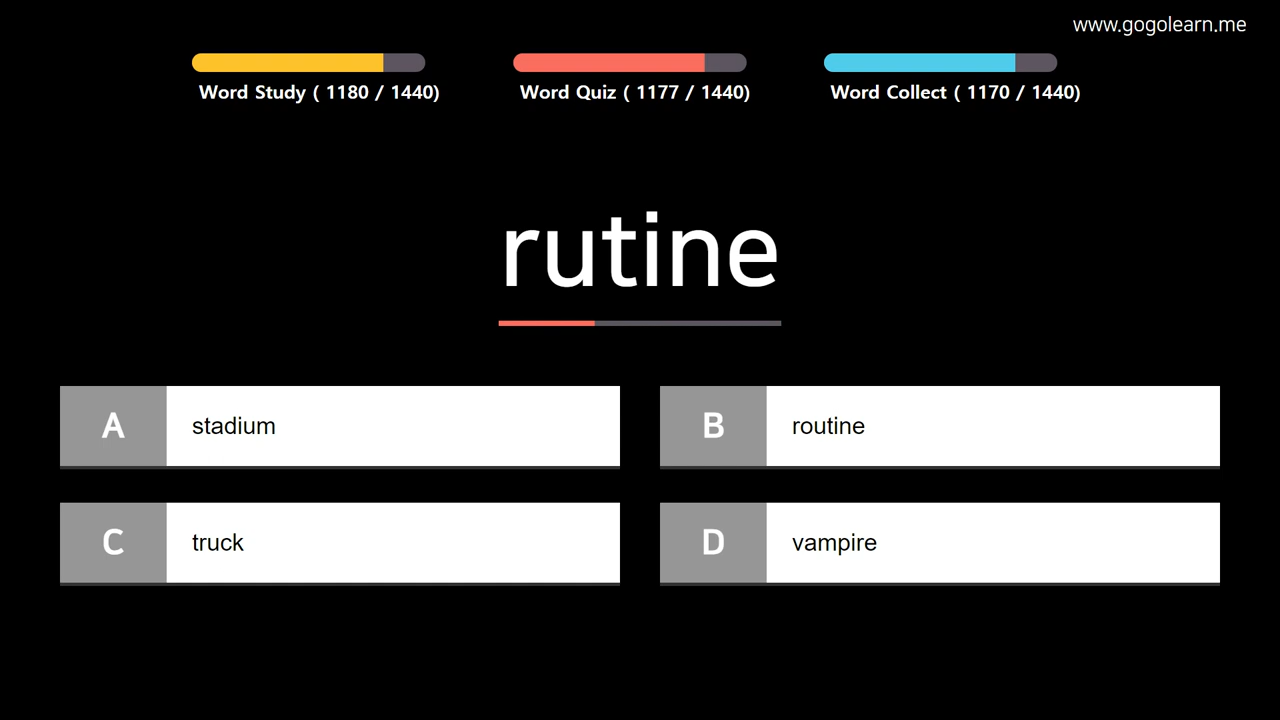 www.gogolearn.me
Word Study ( 1180 / 1440)
Word Quiz ( 1177 / 1440)
Word Collect ( 1170 / 1440)
rutine
A stadium
B routine
C truck
D vampire